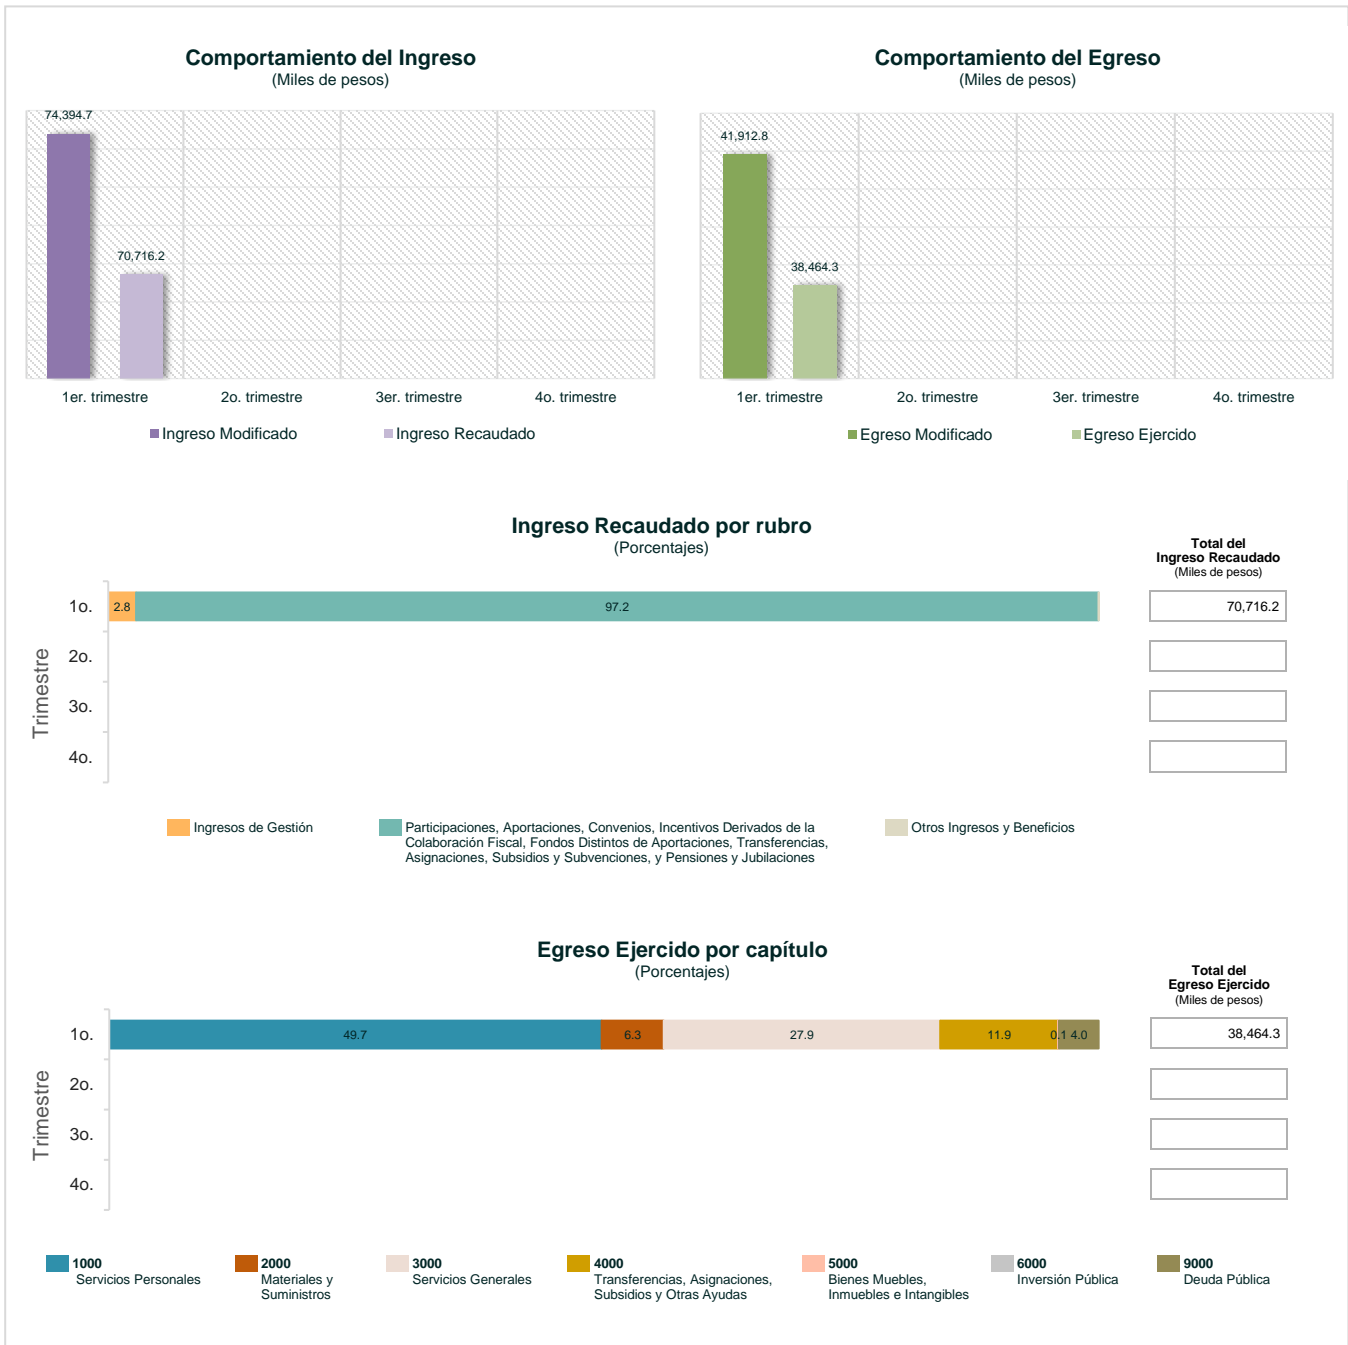 Comportamiento del Ingreso
(Miles de pesos)
74,394.7
70,716.2
1er. trimestre
2o. trimestre
3er. trimestre
4o. trimestre
Ingreso Modificado
Ingreso Recaudado
Comportamiento del Egreso
(Miles de pesos)
41,912.8
38,464.3
1er. trimestre
2o. trimestre
3er. trimestre
4o. trimestre
Egreso Modificado
Egreso Ejercido
Ingreso Recaudado por rubro
(Porcentajes)
Total del
Ingreso Recaudado
(Miles de pesos)
Trimestre
1o.
2.8
97.2
70,716.2
2o.
3o.
4o.
Ingresos de Gestión
Participaciones, Aportaciones, Convenios, Incentivos Derivados de la
Colaboración Fiscal, Fondos Distintos de Aportaciones, Transferencias,
Asignaciones, Subsidios y Subvenciones, y Pensiones y Jubilaciones
Otros Ingresos y Beneficios
Egreso Ejercido por capítulo
(Porcentajes)
Total del
Egreso Ejercido
(Miles de pesos)
Trimestre
1o.
49.7
6.3
27.9
11.9
0.1
4.0
38,464.3
2o.
3o.
4o.
1000
Servicios Personales
2000
Materiales y
Suministros
3000
Servicios Generales
4000
Transferencias, Asignaciones,
Subsidios y Otras Ayudas
5000
Bienes Muebles,
Inmuebles e Intangibles
6000
Inversión Pública
9000
Deuda Pública